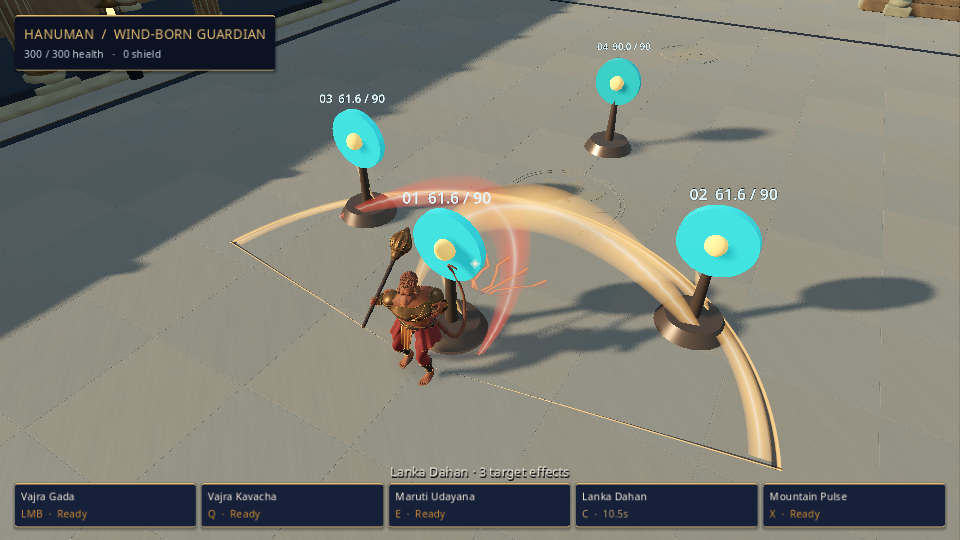 HANUMAN / WIND-BORN GUARDIAN
300 / 300 health · 0 shield
04 90.0 / 90
03 61.6 / 90
01 61.6 / 90
02 61.6 / 90
Lanka Dahan · 3 target effects
Vajra Gada
LMB · Ready
Vajra Kavacha
Q · Ready
Maruti Udayana
E · Ready
Lanka Dahan
C · 10.5s
Mountain Pulse
X · Ready